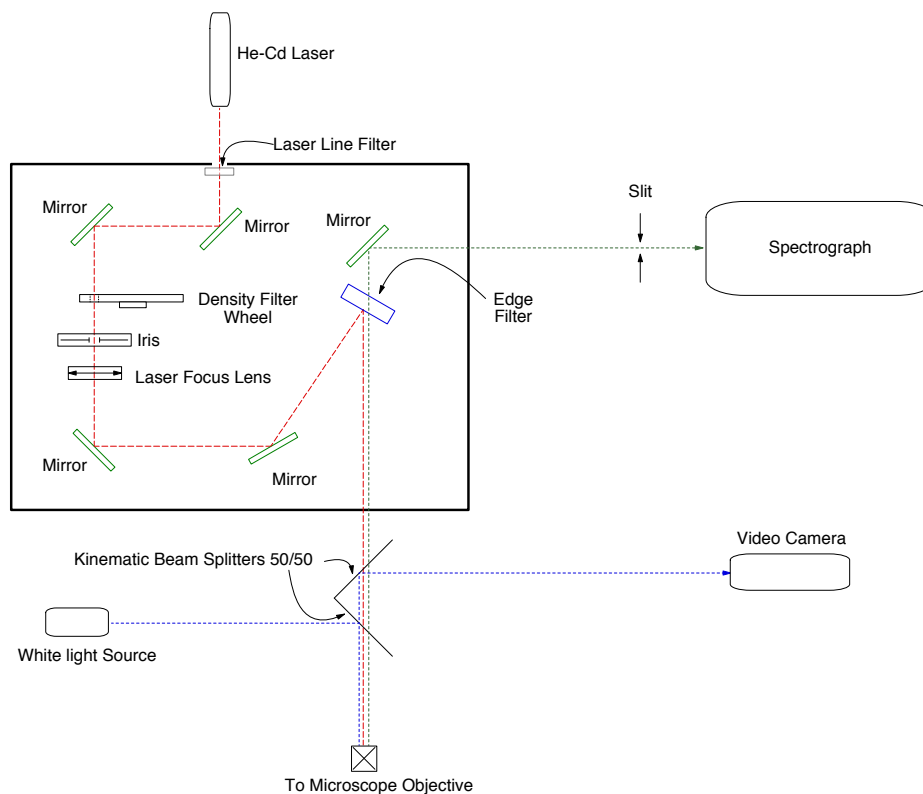 He-Cd Laser
Laser Line Filter
Mirror
Mirror
Mirror
Slit
Spectrograph
Density Filter
Wheel
Edge
Filter
Iris
Laser Focus Lens
Mirror
Mirror
Kinematic Beam Splitters 50/50
Video Camera
White light Source
To Microscope Objective